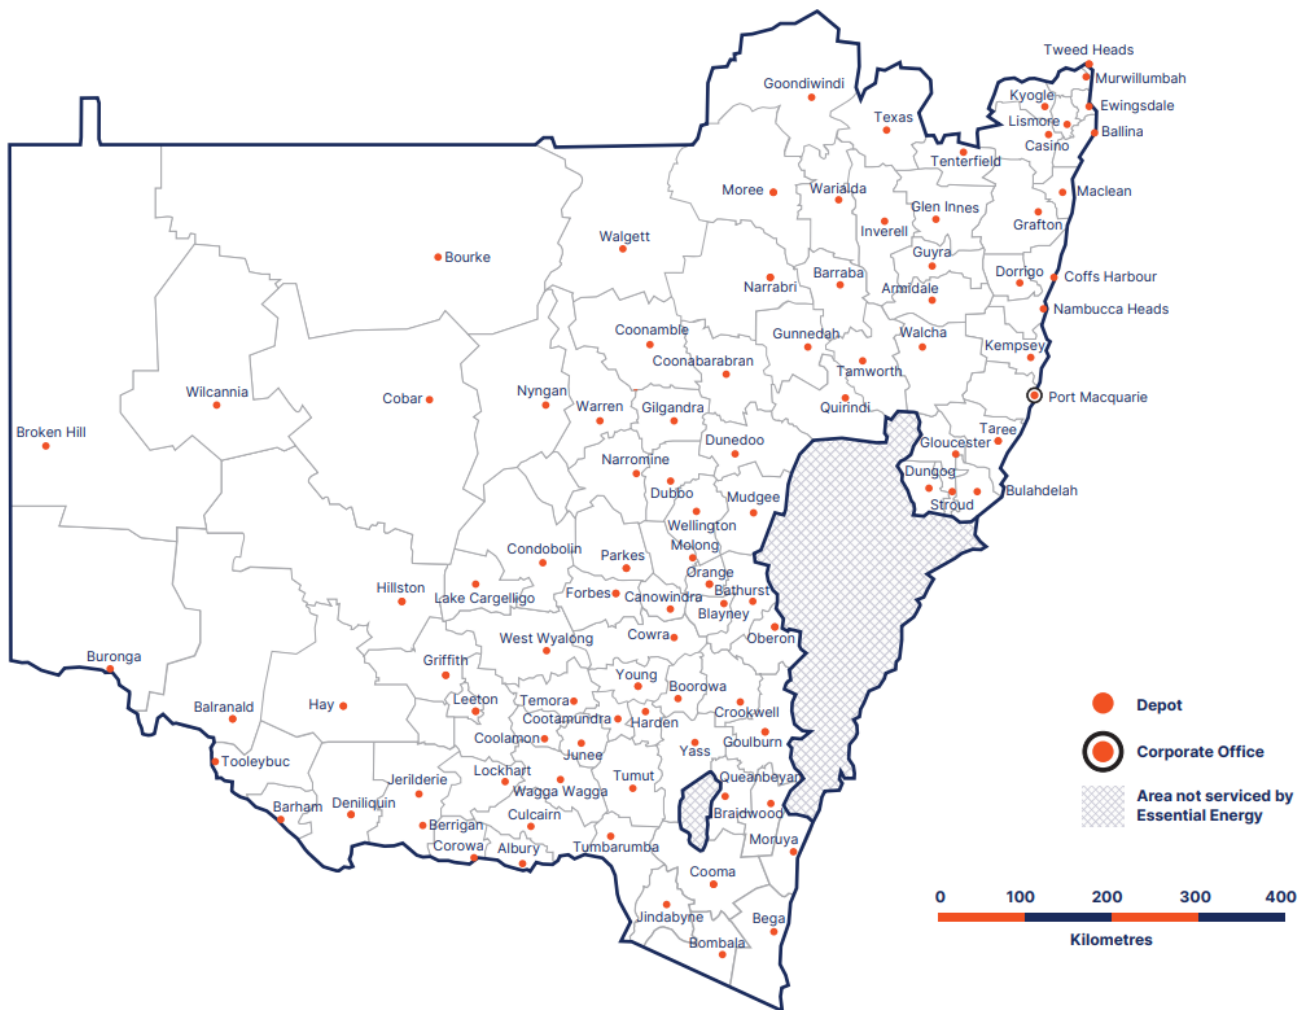 Tweed Heads
Goondiwindi
Murwillumbah
Kyogle
Ewingsdale
Texas
Lismore
Ballina
Casino
Tenterfield
Moree
Warialda
Maclean
Glen Innes
Grafton
Inverell
Walgett
Guyra
Bourke
Barraba
Dorrigo
Coffs Harbour
Narrabri
Armidale
Nambucca Heads
Coonamble
Gunnedah
Walcha
Kempsey
Coonabarabran
Tamworth
Wilcannia
Cobar
Nyngan
Port Macquarie
Warren
Gilgandra
Quirindi
Broken Hill
Taree
Dunedoo
Gloucester
Narromine
Dungog
Dubbo
Mudgee
Bulahdelah
Stroud
Wellington
Molong
Condobolin
Parkes
Orange
Hillston
Lake Cargelligo
Forbes
Canowindra
Bathurst
Blayney
West Wyalong
Cowra
Oberon
Buronga
Griffith
Young
Boorowa
Balranald
Hay
Leeton
Temora
Crookwell
Cootamundra
Harden
Coolamon
Goulburn
Junee
Yass
Tooleybuc
Lockhart
Tumut
Queanbeyan
Jerilderie
Wagga Wagga
Barham
Deniliquin
Culcairn
Braidwood
Berrigan
Moruya
Corowa
Albury
Tumbarumba
Cooma
Jindabyne
Bega
Bombala
Depot
Corporate Office
Area not serviced by
Essential Energy
0 100 200 300 400
Kilometres